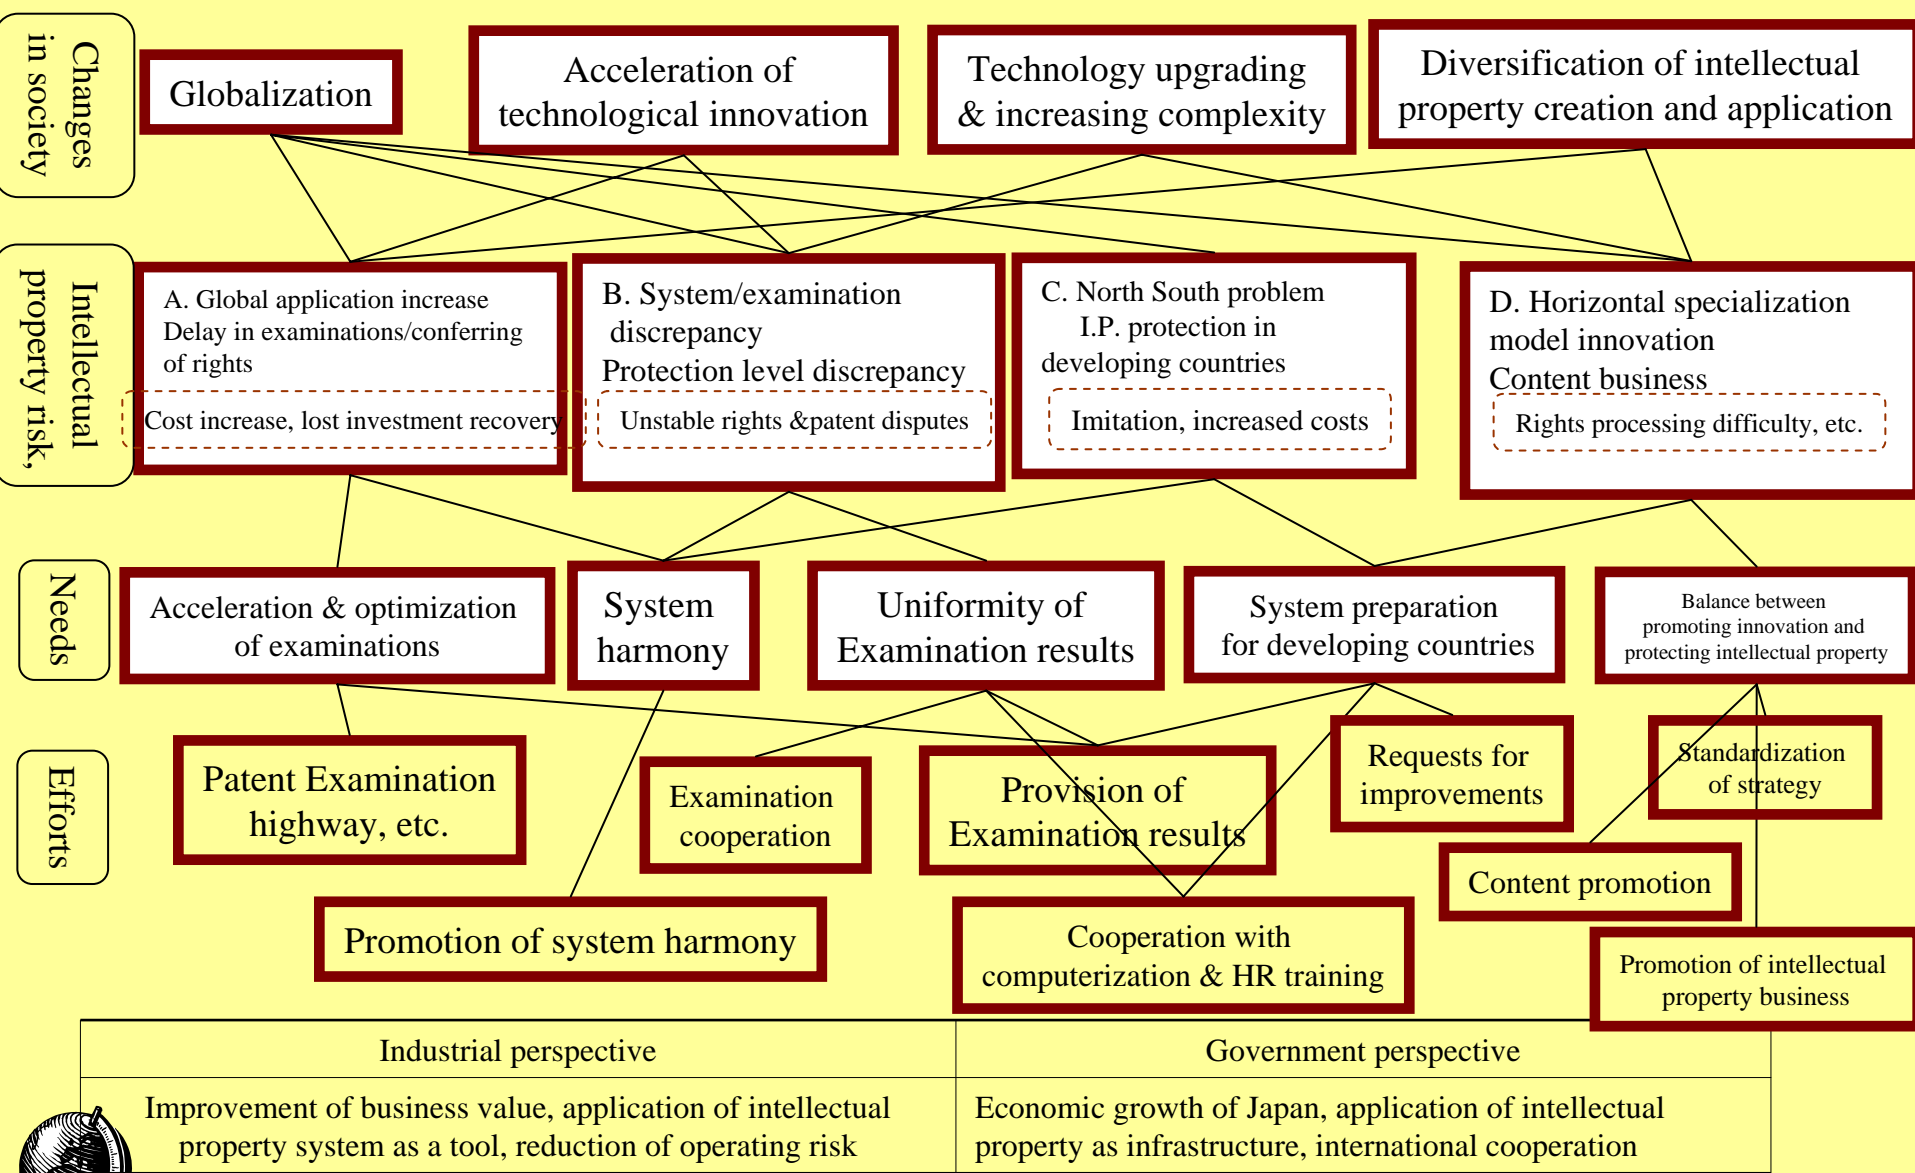 Changes
in society
Globalization
Acceleration of
technological innovation
Technology upgrading
& increasing complexity
Diversification of intellectual
property creation and application
Intellectual
property risk,
A. Global application increase
Delay in examinations/conferring
of rights
Cost increase, lost investment recovery
B. System/examination
discrepancy
Protection level discrepancy
Unstable rights &patent disputes
C. North South problem
I.P. protection in
developing countries
Imitation, increased costs
D. Horizontal specialization
model innovation
Content business
Rights processing difficulty, etc.
Needs
Acceleration & optimization
of examinations
System
harmony
Uniformity of
Examination results
System preparation
for developing countries
Balance between
promoting innovation and
protecting intellectual property
Efforts
Patent Examination
highway, etc.
Examination
cooperation
Provision of
Examination results
Requests for
improvements
Standardization
of strategy
Content promotion
Promotion of system harmony
Cooperation with
computerization & HR training
Promotion of intellectual
property business
Industrial perspective
Government perspective
Improvement of business value, application of intellectual
property system as a tool, reduction of operating risk
Economic growth of Japan, application of intellectual
property as infrastructure, international cooperation